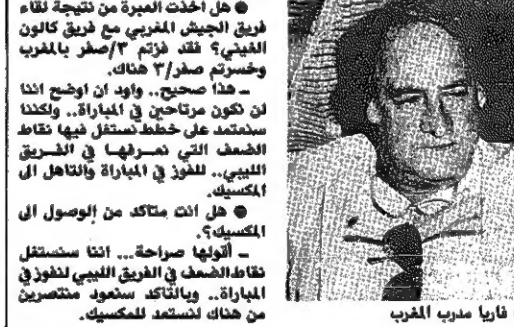 ● هل اخذت العبرة من نتيجة لقاء
فريق الجيش المغربي مع فريق كالون
الغيني؟ فقد فزتم ٣/صفر بالمغرب
وخسرتم صفر/٣ هناك.
ـ هذا صحيح.. واود ان اوضح اننا
لن نكون مرتاحين في المباراة.. ولكننا
سنعتمد على خطط نستغل فيها نقاط
الضعف التي نعـرفهـا في الفـريق
الليبي.. للفوز في المباراة والتاهل الى
المكسيك.
● هل انت متاكد من الوصول الى
المكسيك؟.
ـ أقولها صراحة... اننا سنستغل
نقاط الضعف في الفريق الليبي لنفوز في
المباراة.. وبالتاكد سنعود منتصرين
من هناك لنستعد للمكسيك.
فاريا مدرب المغرب